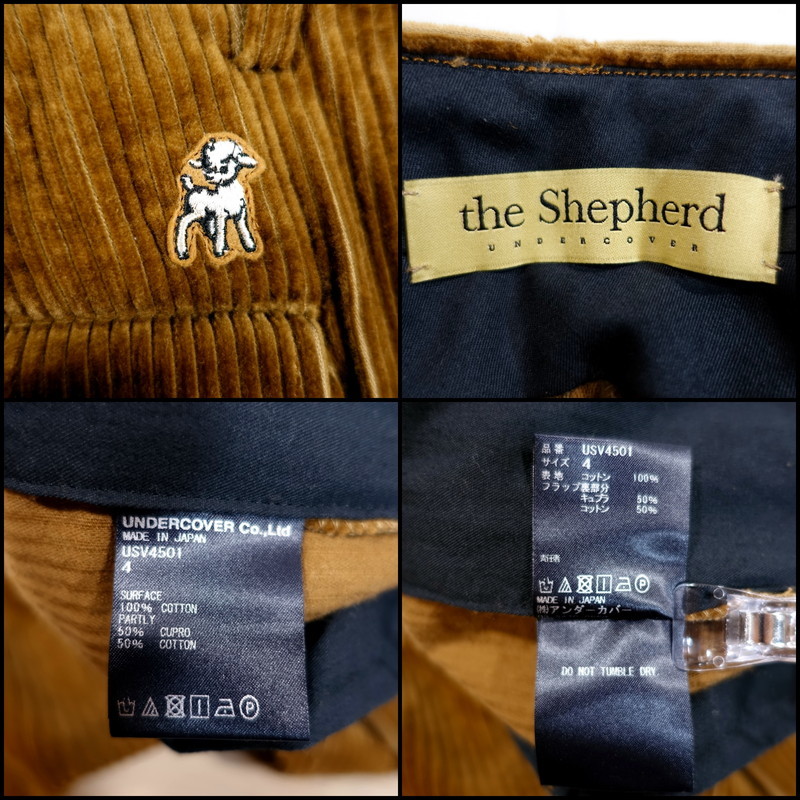 the Shepherd
UNDERCOVER
UNDERCOVER Co.,Ltd
MADE IN JAPAN
USV4501
4
SURFACE
100% COTTON
PARTLY
50% CUPRO
50% COTTON
品番 USV4501
サイズ 4
表地 コットン 100%
フラップ裏部分
キュプラ 50%
コットン 50%
責任者
MADE IN JAPAN
(株)アンダーカバー
DO NOT TUMBLE DRY.